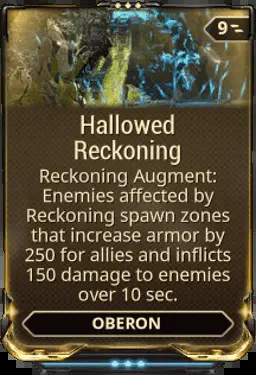 9
Hallowed
Reckoning
Reckoning Augment:
Enemies affected by
Reckoning spawn zones
that increase armor by
250 for allies and inflicts
150 damage to enemies
over 10 sec.
OBERON